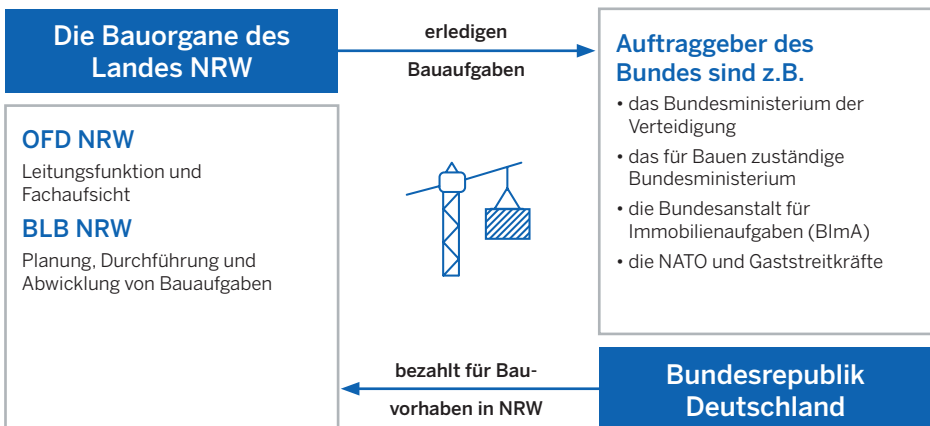 Die Bauorgane des
Landes NRW
erledigen
Bauaufgaben
Auftraggeber des
Bundes sind z.B.
• das Bundesministerium der
Verteidigung
• das für Bauen zuständige
Bundesministerium
• die Bundesanstalt für
Immobilienaufgaben (BImA)
• die NATO und Gaststreitkräfte
OFD NRW
Leitungsfunktion und
Fachaufsicht
BLB NRW
Planung, Durchführung und
Abwicklung von Bauaufgaben
bezahlt für Bau-
vorhaben in NRW
Bundesrepublik
Deutschland